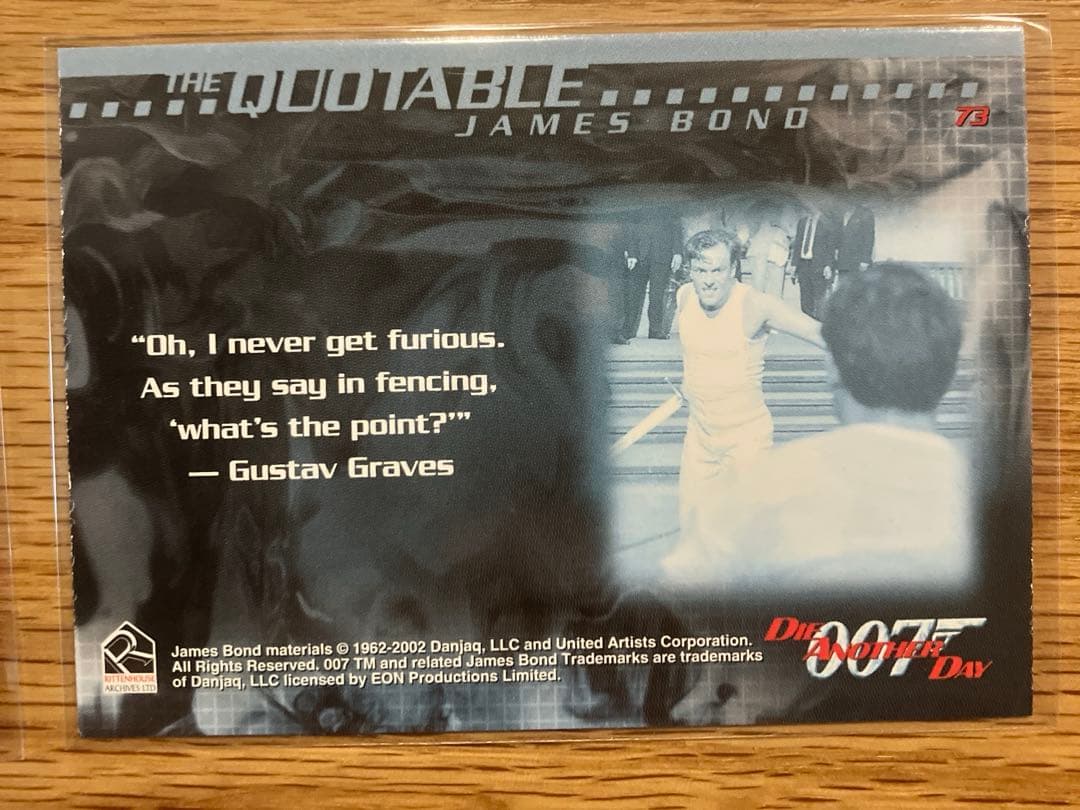 THE QUOTABLE
JAMES BOND
73
“Oh, I never get furious.
As they say in fencing,
‘what’s the point?’”
— Gustav Graves
RITTENHOUSE
ARCHIVES LTD
James Bond materials © 1962-2002 Danjaq, LLC and United Artists Corporation.
All Rights Reserved. 007 TM and related James Bond Trademarks are trademarks
of Danjaq, LLC licensed by EON Productions Limited.
DIE
007
ANOTHER
DAY